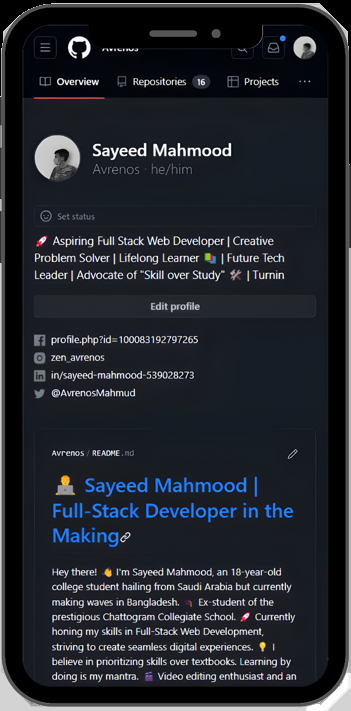 Avrenos
Overview
Repositories 16
Projects
Sayeed Mahmood
Avrenos · he/him
Set status
🚀 Aspiring Full Stack Web Developer | Creative
Problem Solver | Lifelong Learner 📚 | Future Tech
Leader | Advocate of "Skill over Study" 🛠️ | Turnin
Edit profile
profile.php?id=100083192797265
zen_avrenos
in/sayeed-mahmood-539028273
@AvrenosMahmud
Avrenos / README.md
👨‍💻 Sayeed Mahmood |
Full-Stack Developer in the
Making
Hey there! 👋 I'm Sayeed Mahmood, an 18-year-old
college student hailing from Saudi Arabia but currently
making waves in Bangladesh. Ex-student of the
prestigious Chattogram Collegiate School. 🚀 Currently
honing my skills in Full-Stack Web Development,
striving to create seamless digital experiences. 💡 I
believe in prioritizing skills over textbooks. Learning by
doing is my mantra. 🎬 Video editing enthusiast and an